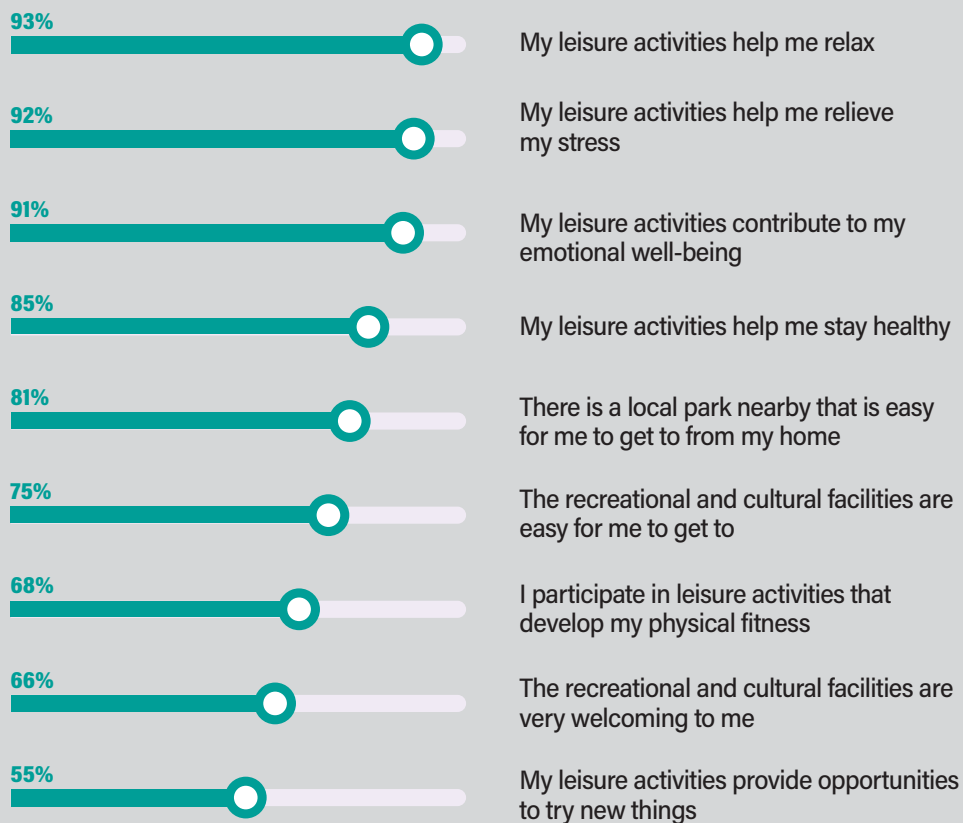 93%
My leisure activities help me relax
92%
My leisure activities help me relieve
my stress
91%
My leisure activities contribute to my
emotional well-being
85%
My leisure activities help me stay healthy
81%
There is a local park nearby that is easy
for me to get to from my home
75%
The recreational and cultural facilities are
easy for me to get to
68%
I participate in leisure activities that
develop my physical fitness
66%
The recreational and cultural facilities are
very welcoming to me
55%
My leisure activities provide opportunities
to try new things